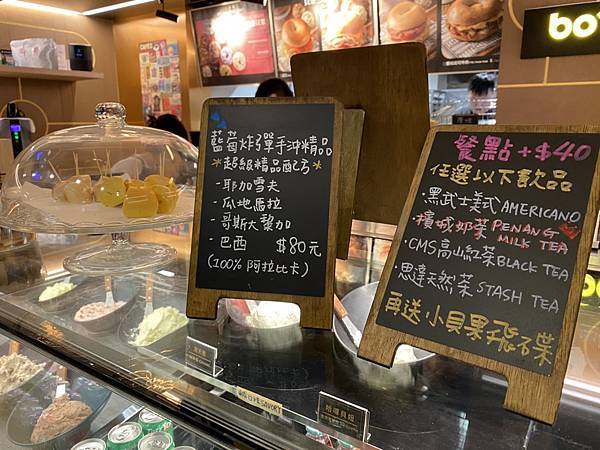 藍莓炸彈手沖精品
*超級精品配方*
- 耶加雪夫
- 瓜地馬拉
- 哥斯大黎加
- 巴西 $80元
(100% 阿拉比卡)
餐點+$40
任選以下飲品
·黑武士美式 AMERICANO
·檳城奶茶 PENANG MILK TEA
·CMS高山紅茶 BLACK TEA
·思達天然茶 STASH TEA
再送小貝果飛石葉
bo